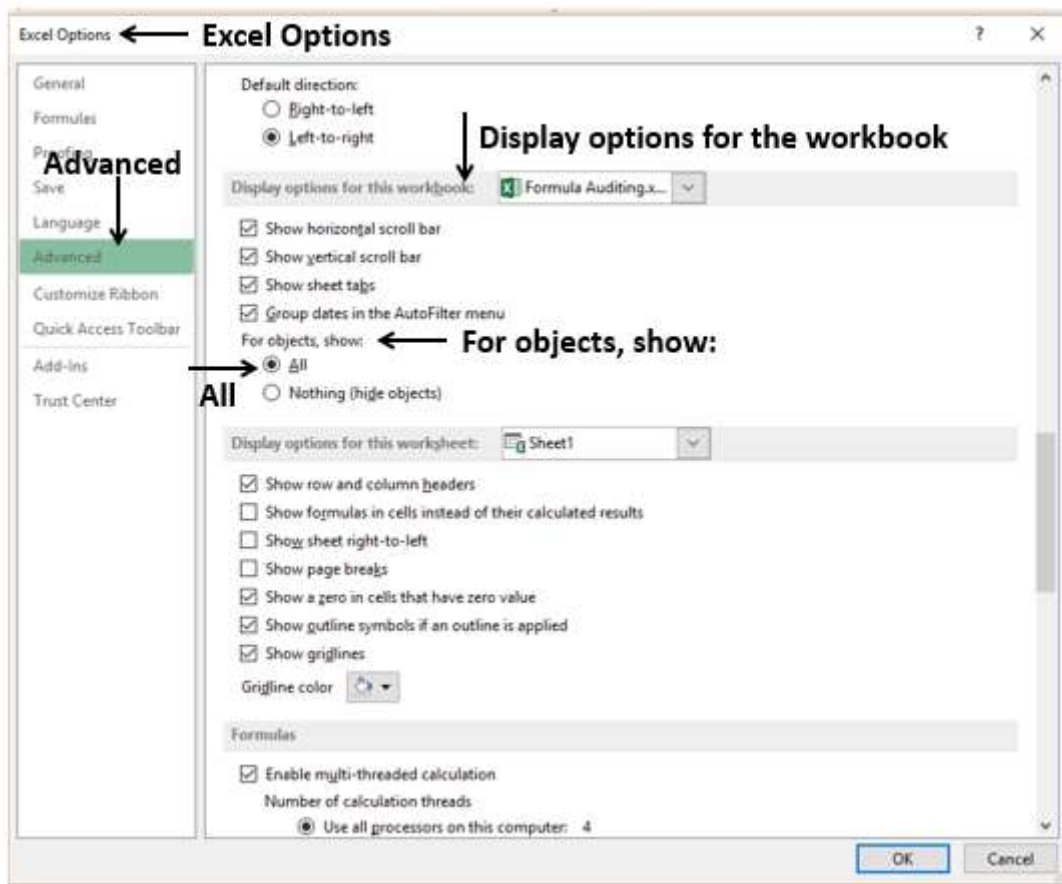 Excel Options Excel Options ? ×
General
Formulas
Proofing
Advanced
Save
Language
Advanced
Customize Ribbon
Quick Access Toolbar
Add-Ins
Trust Center
Default direction:
Right-to-left
Left-to-right
Display options for the workbook
Display options for this workbook: Formula Auditing.x...
Show horizontal scroll bar
Show vertical scroll bar
Show sheet tabs
Group dates in the AutoFilter menu
For objects, show: For objects, show:
All
All
Nothing (hide objects)
Display options for this worksheet: Sheet1
Show row and column headers
Show formulas in cells instead of their calculated results
Show sheet right-to-left
Show page breaks
Show a zero in cells that have zero value
Show outline symbols if an outline is applied
Show gridlines
Gridline color
Formulas
Enable multi-threaded calculation
Number of calculation threads
Use all processors on this computer: 4
OK Cancel